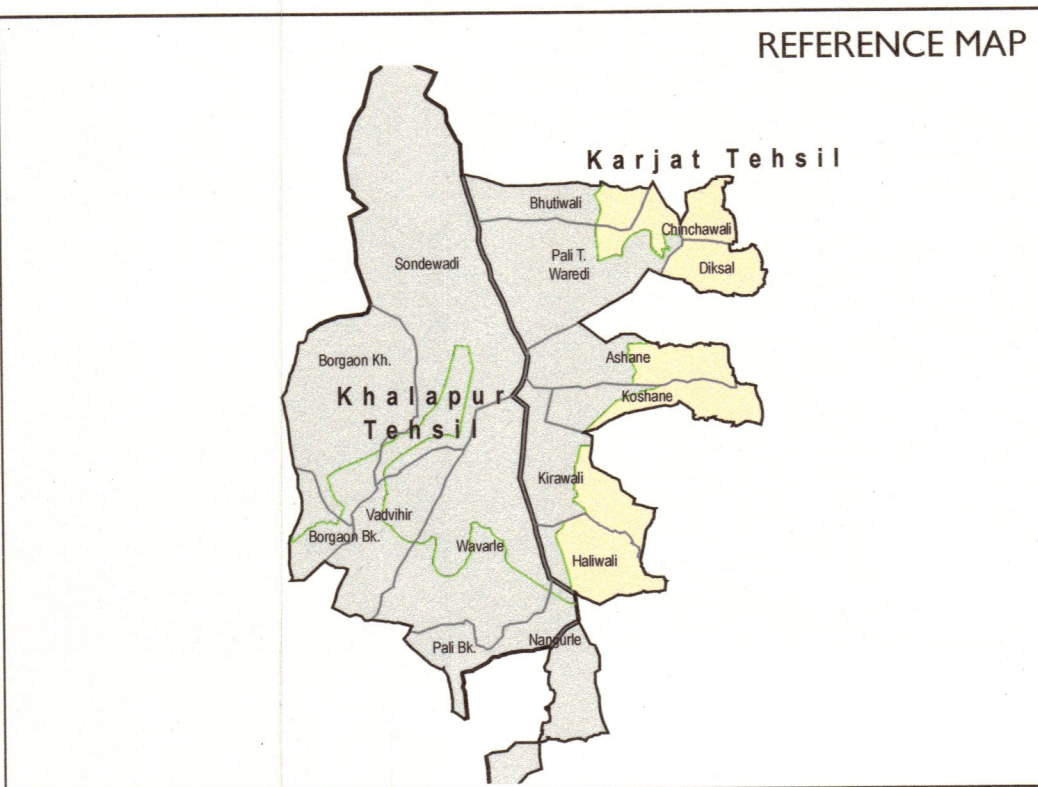 REFERENCE MAP
Karjat Tehsil
Bhutiwali
Chinchawali
Pali T.
Waredi
Diksal
Sondewadi
Ashane
Borgaon Kh.
Koshane
Khalapur
Tehsil
Kirawali
Vadvihir
Borgaon Bk.
Wavarle
Haliwali
Pali Bk.
Nangurle